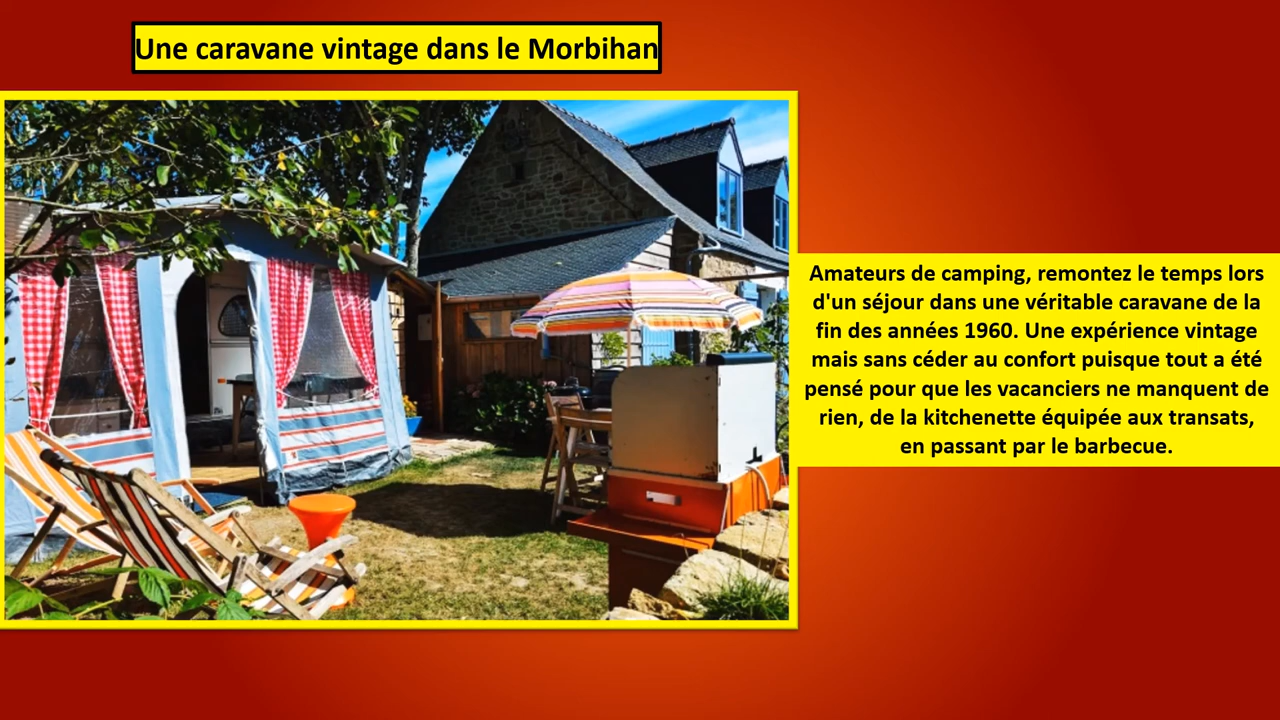 Une caravane vintage dans le Morbihan
Amateurs de camping, remontez le temps lors
d'un séjour dans une véritable caravane de la
fin des années 1960. Une expérience vintage
mais sans céder au confort puisque tout a été
pensé pour que les vacanciers ne manquent de
rien, de la kitchenette équipée aux transats,
en passant par le barbecue.